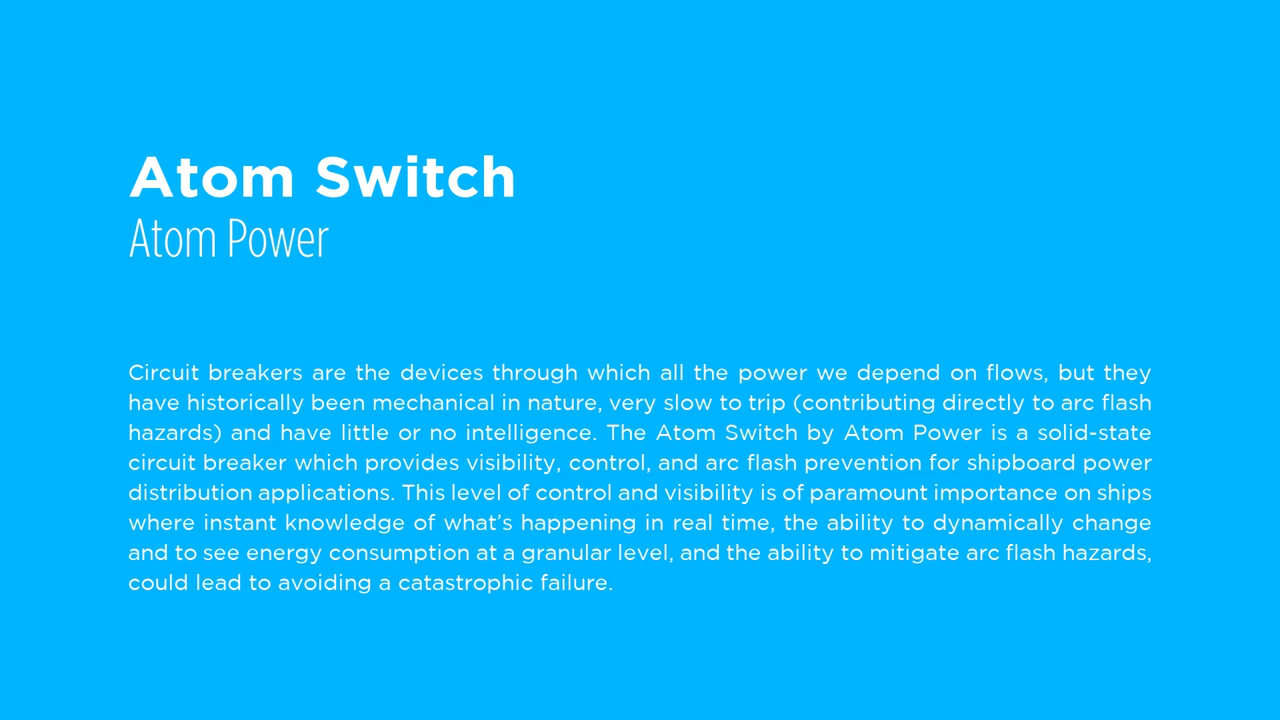 Atom Switch
Atom Power
Circuit breakers are the devices through which all the power we depend on flows, but they
have historically been mechanical in nature, very slow to trip (contributing directly to arc flash
hazards) and have little or no intelligence. The Atom Switch by Atom Power is a solid-state
circuit breaker which provides visibility, control, and arc flash prevention for shipboard power
distribution applications. This level of control and visibility is of paramount importance on ships
where instant knowledge of what’s happening in real time, the ability to dynamically change
and to see energy consumption at a granular level, and the ability to mitigate arc flash hazards,
could lead to avoiding a catastrophic failure.